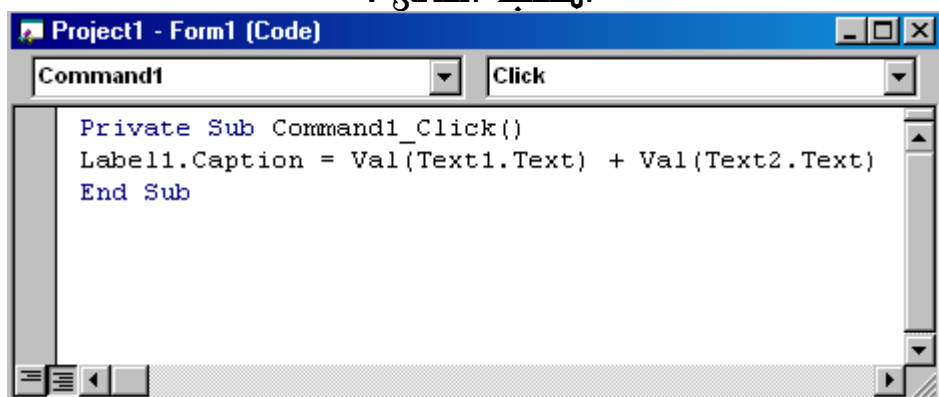 Project1 - Form1 (Code)
Command1 Click
Private Sub Command1_Click()
Label1.Caption = Val(Text1.Text) + Val(Text2.Text)
End Sub